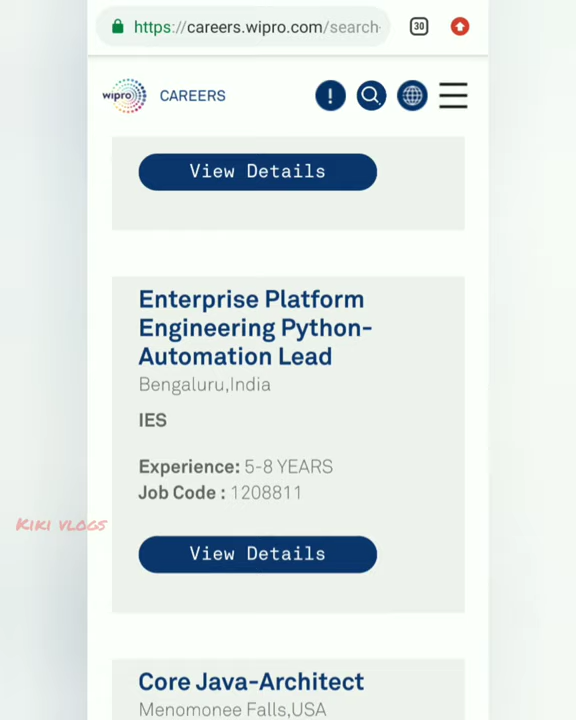 https://careers.wipro.com/search-
30
wipro
CAREERS
!
View Details
Enterprise Platform
Engineering Python-
Automation Lead
Bengaluru,India
IES
Experience: 5-8 YEARS
Job Code : 1208811
KIKI VLOGS
View Details
Core Java-Architect
Menomonee Falls,USA